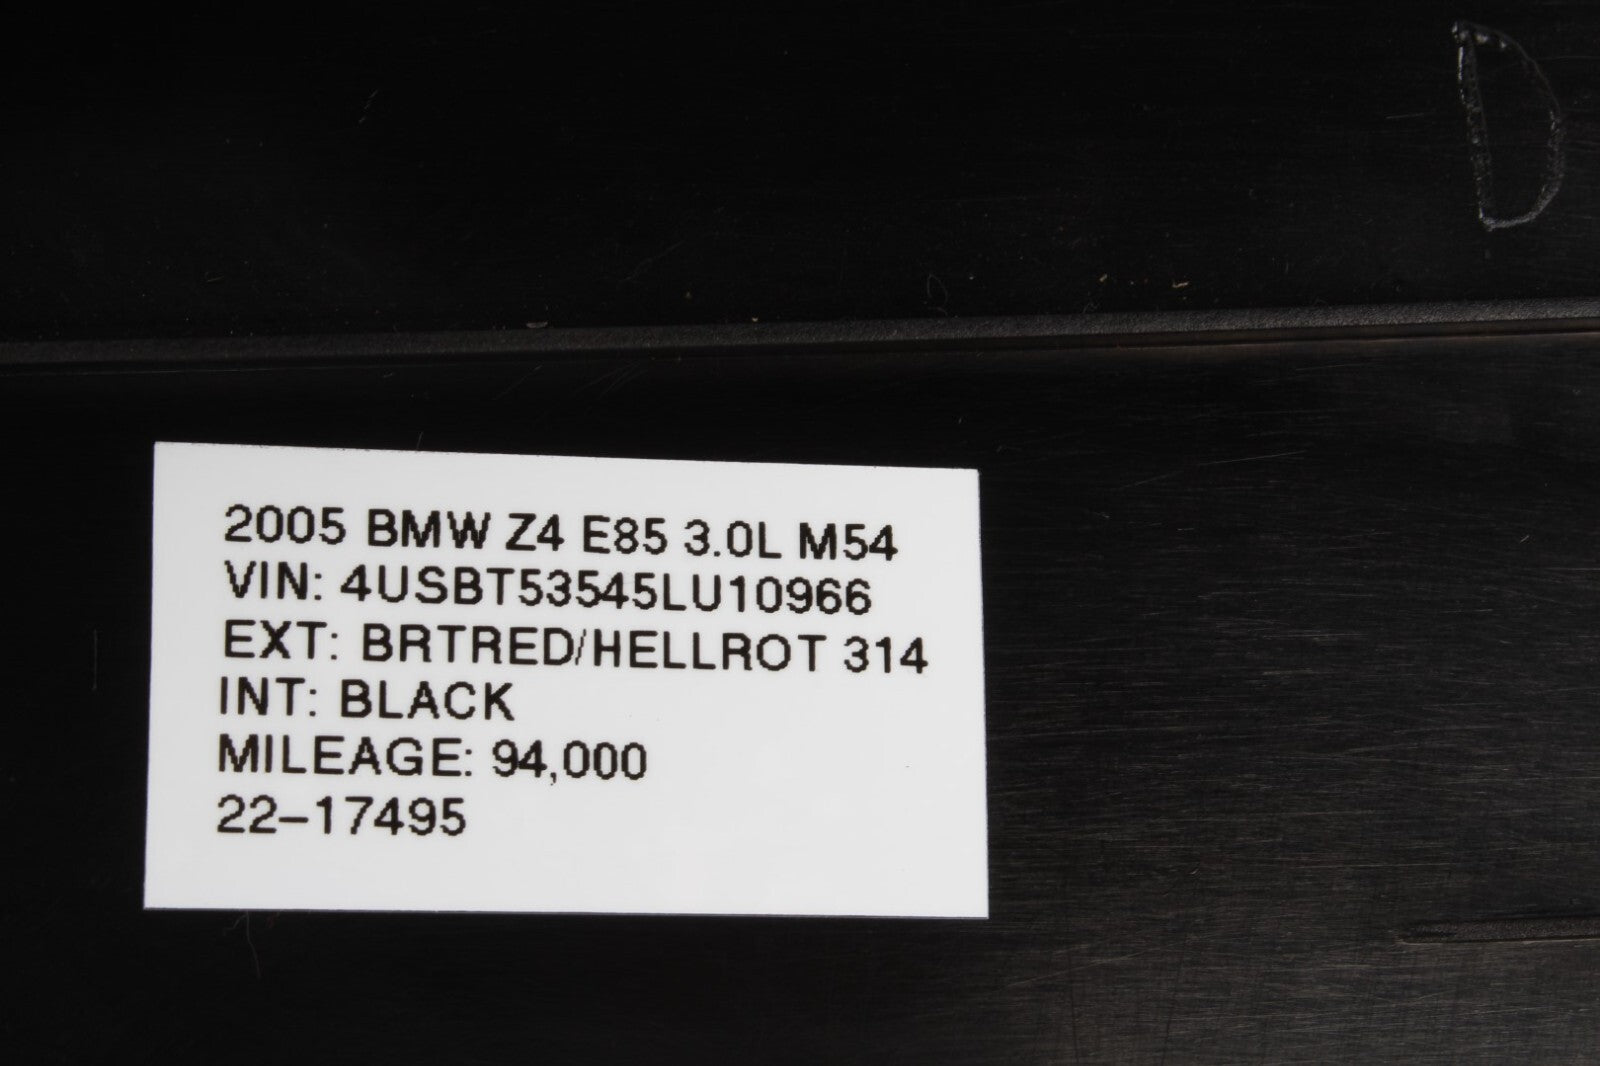 D
2005 BMW Z4 E85 3.0L M54
VIN: 4USBT53545LU10966
EXT: BRTRED/HELLROT 314
INT: BLACK
MILEAGE: 94,000
22-17495